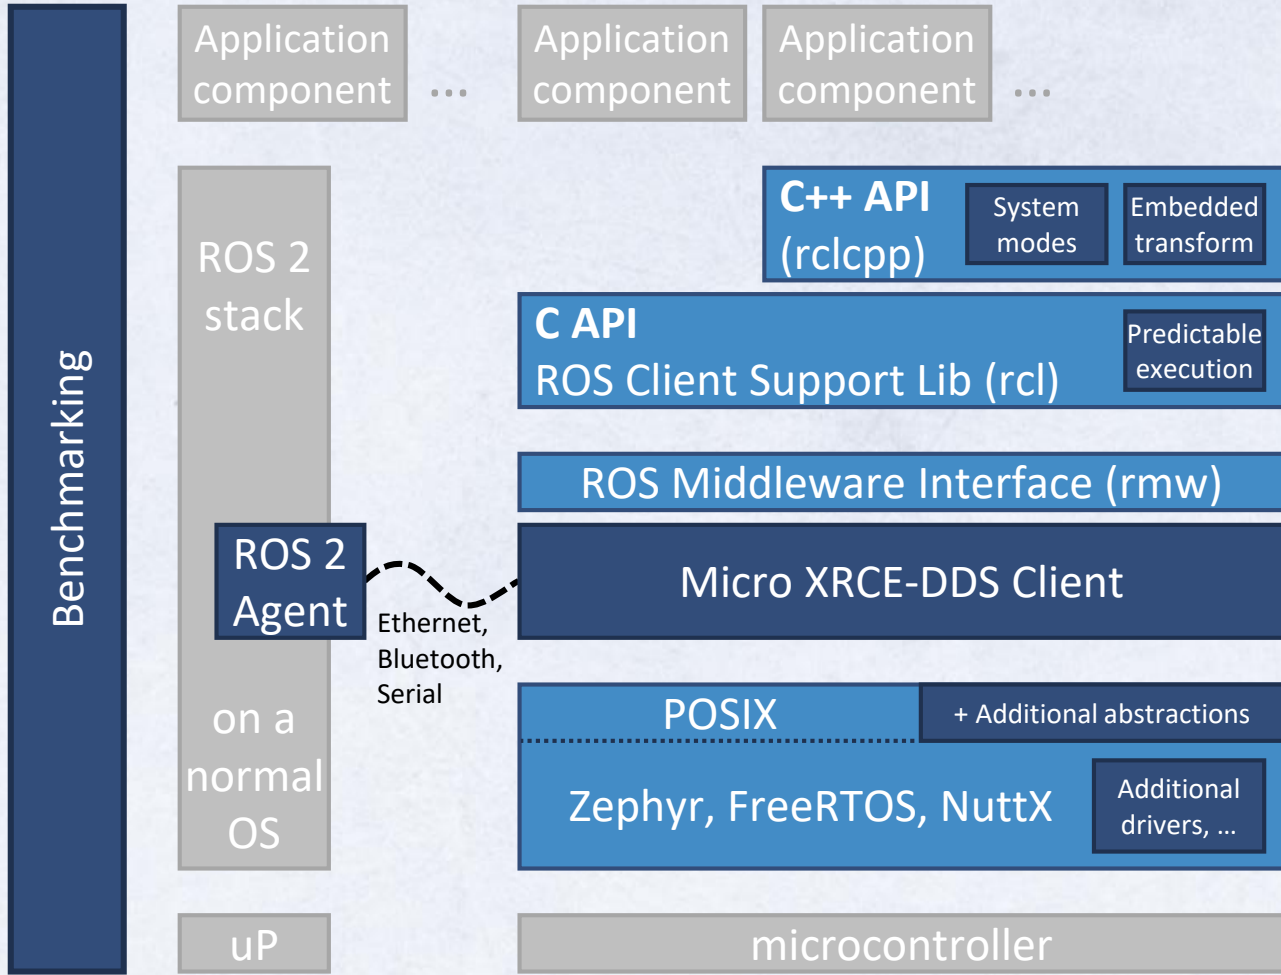 Benchmarking
Application
component
...
Application
component
Application
component
...
ROS 2
stack
on a
normal
OS
ROS 2
Agent
Ethernet,
Bluetooth,
Serial
uP
C++ API
(rclcpp)
System
modes
Embedded
transform
C API
ROS Client Support Lib (rcl)
Predictable
execution
ROS Middleware Interface (rmw)
Micro XRCE-DDS Client
POSIX
+ Additional abstractions
Zephyr, FreeRTOS, NuttX
Additional
drivers, ...
microcontroller